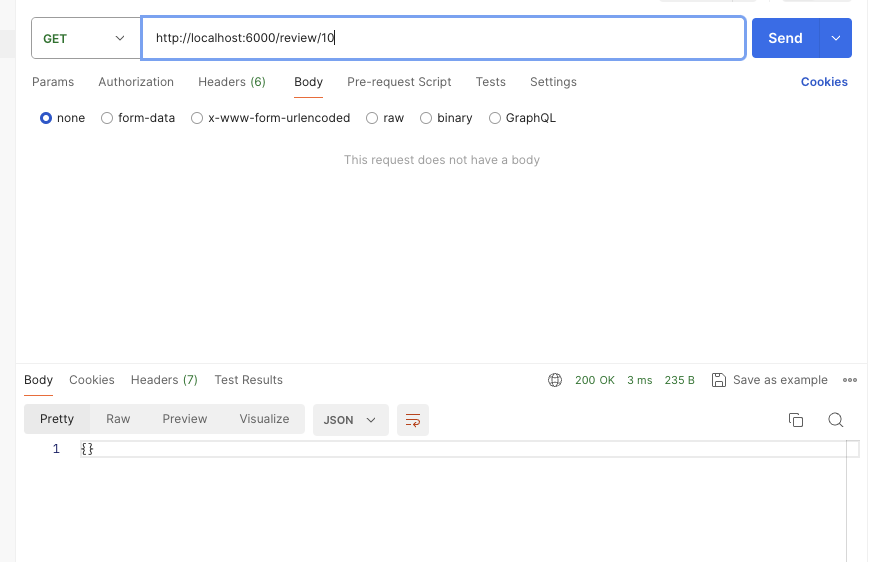 GET http://localhost:6000/review/10 Send
Params Authorization Headers (6) Body Pre-request Script Tests Settings Cookies
none form-data x-www-form-urlencoded raw binary GraphQL
This request does not have a body
Body Cookies Headers (7) Test Results 200 OK 3 ms 235 B Save as example
Pretty Raw Preview Visualize JSON
1 {}